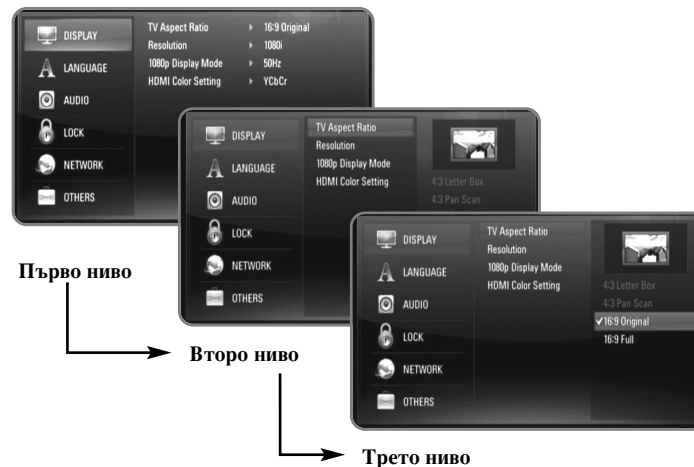 DISPLAY
LANGUAGE
AUDIO
LOCK
NETWORK
OTHERS
TV Aspect Ratio 16:9 Original
Resolution 1080i
1080p Display Mode 50Hz
HDMI Color Setting YCbCr
DISPLAY
LANGUAGE
AUDIO
LOCK
NETWORK
OTHERS
TV Aspect Ratio
Resolution
1080p Display Mode
HDMI Color Setting
4:3 Letter Box
4:3 Pan Scan
DISPLAY
LANGUAGE
AUDIO
LOCK
NETWORK
OTHERS
TV Aspect Ratio
Resolution
1080p Display Mode
HDMI Color Setting
4:3 Letter Box
4:3 Pan Scan
✓16:9 Original
16:9 Full
Първо ниво
Второ ниво
Трето ниво